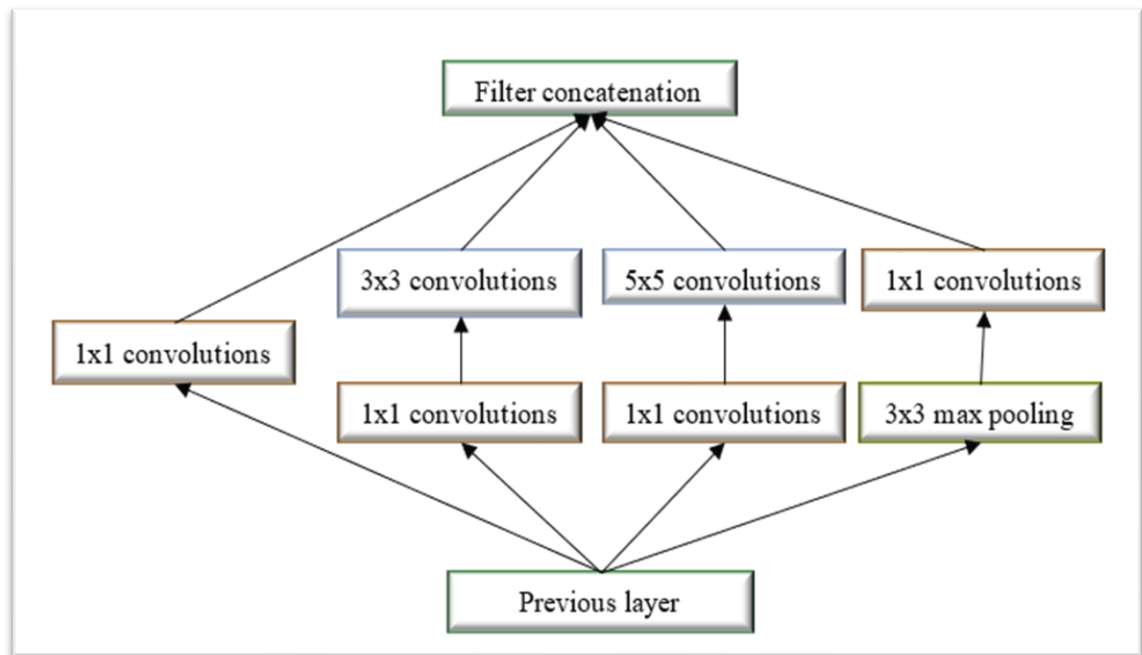 Filter concatenation
3x3 convolutions
5x5 convolutions
1x1 convolutions
1x1 convolutions
1x1 convolutions
1x1 convolutions
3x3 max pooling
Previous layer